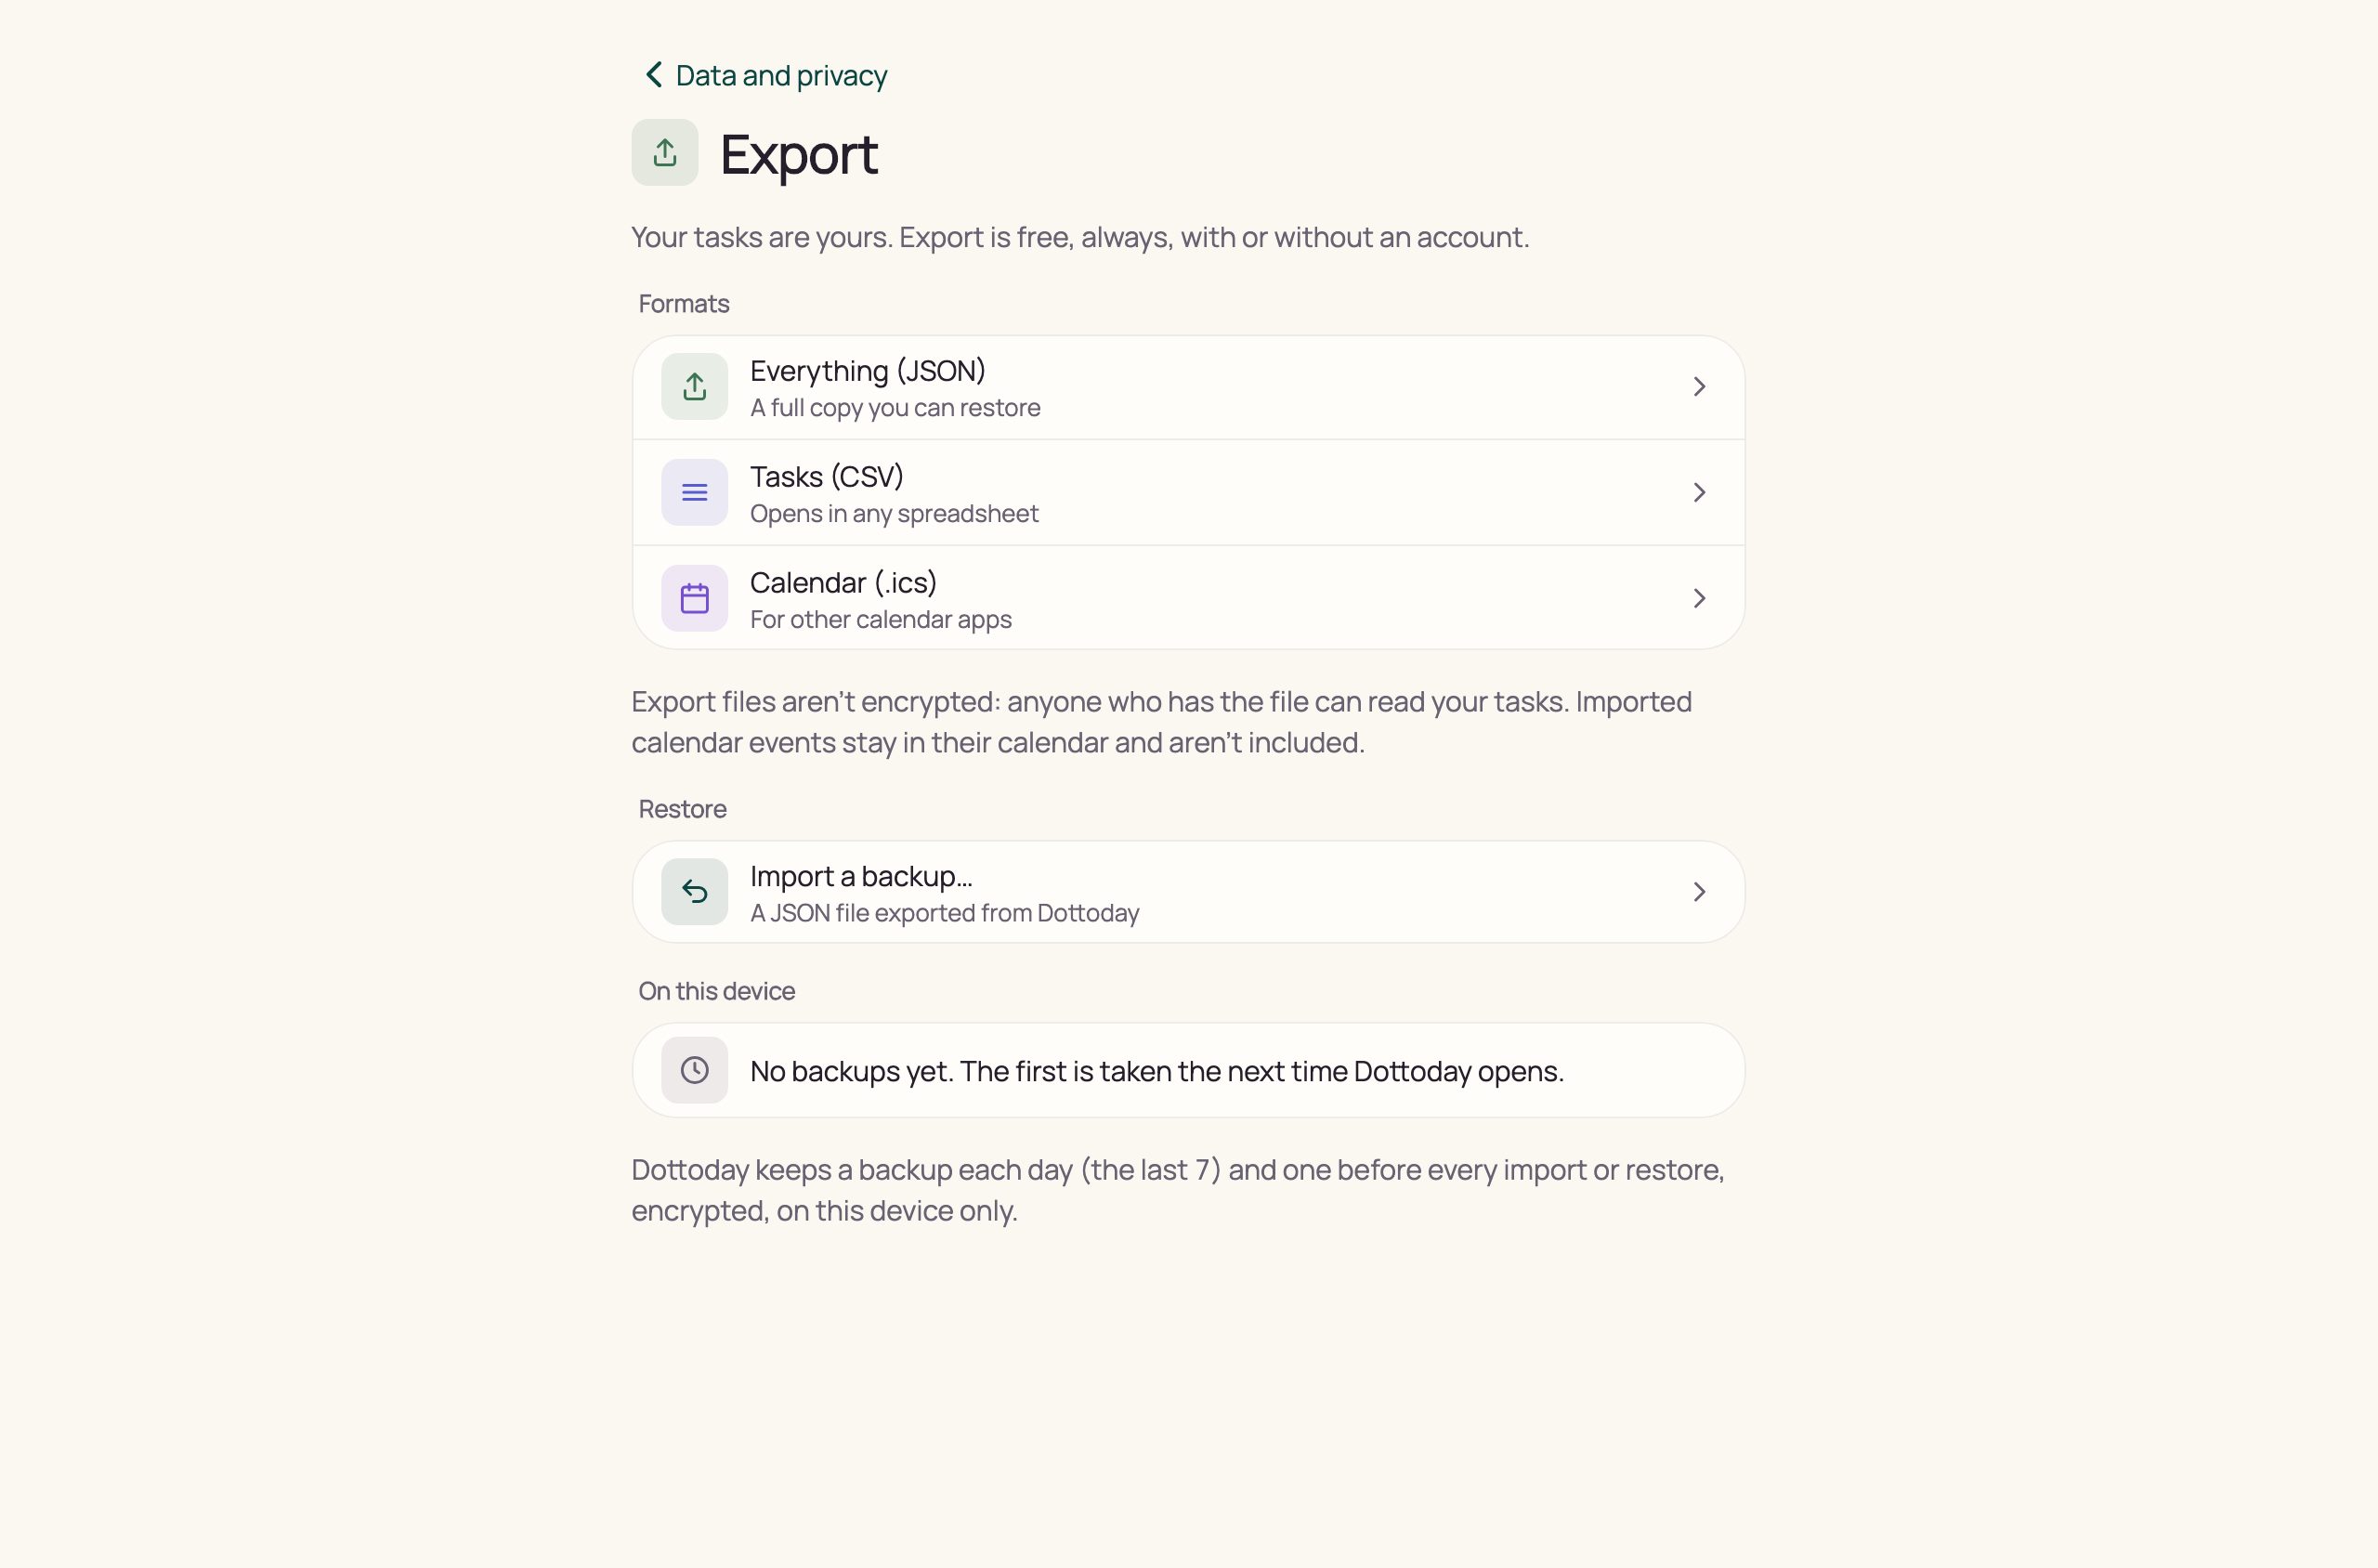 Data and privacy
Export
Your tasks are yours. Export is free, always, with or without an account.
Formats
Everything (JSON)
A full copy you can restore
Tasks (CSV)
Opens in any spreadsheet
Calendar (.ics)
For other calendar apps
Export files aren’t encrypted: anyone who has the file can read your tasks. Imported
calendar events stay in their calendar and aren’t included.
Restore
Import a backup…
A JSON file exported from Dottoday
On this device
No backups yet. The first is taken the next time Dottoday opens.
Dottoday keeps a backup each day (the last 7) and one before every import or restore,
encrypted, on this device only.